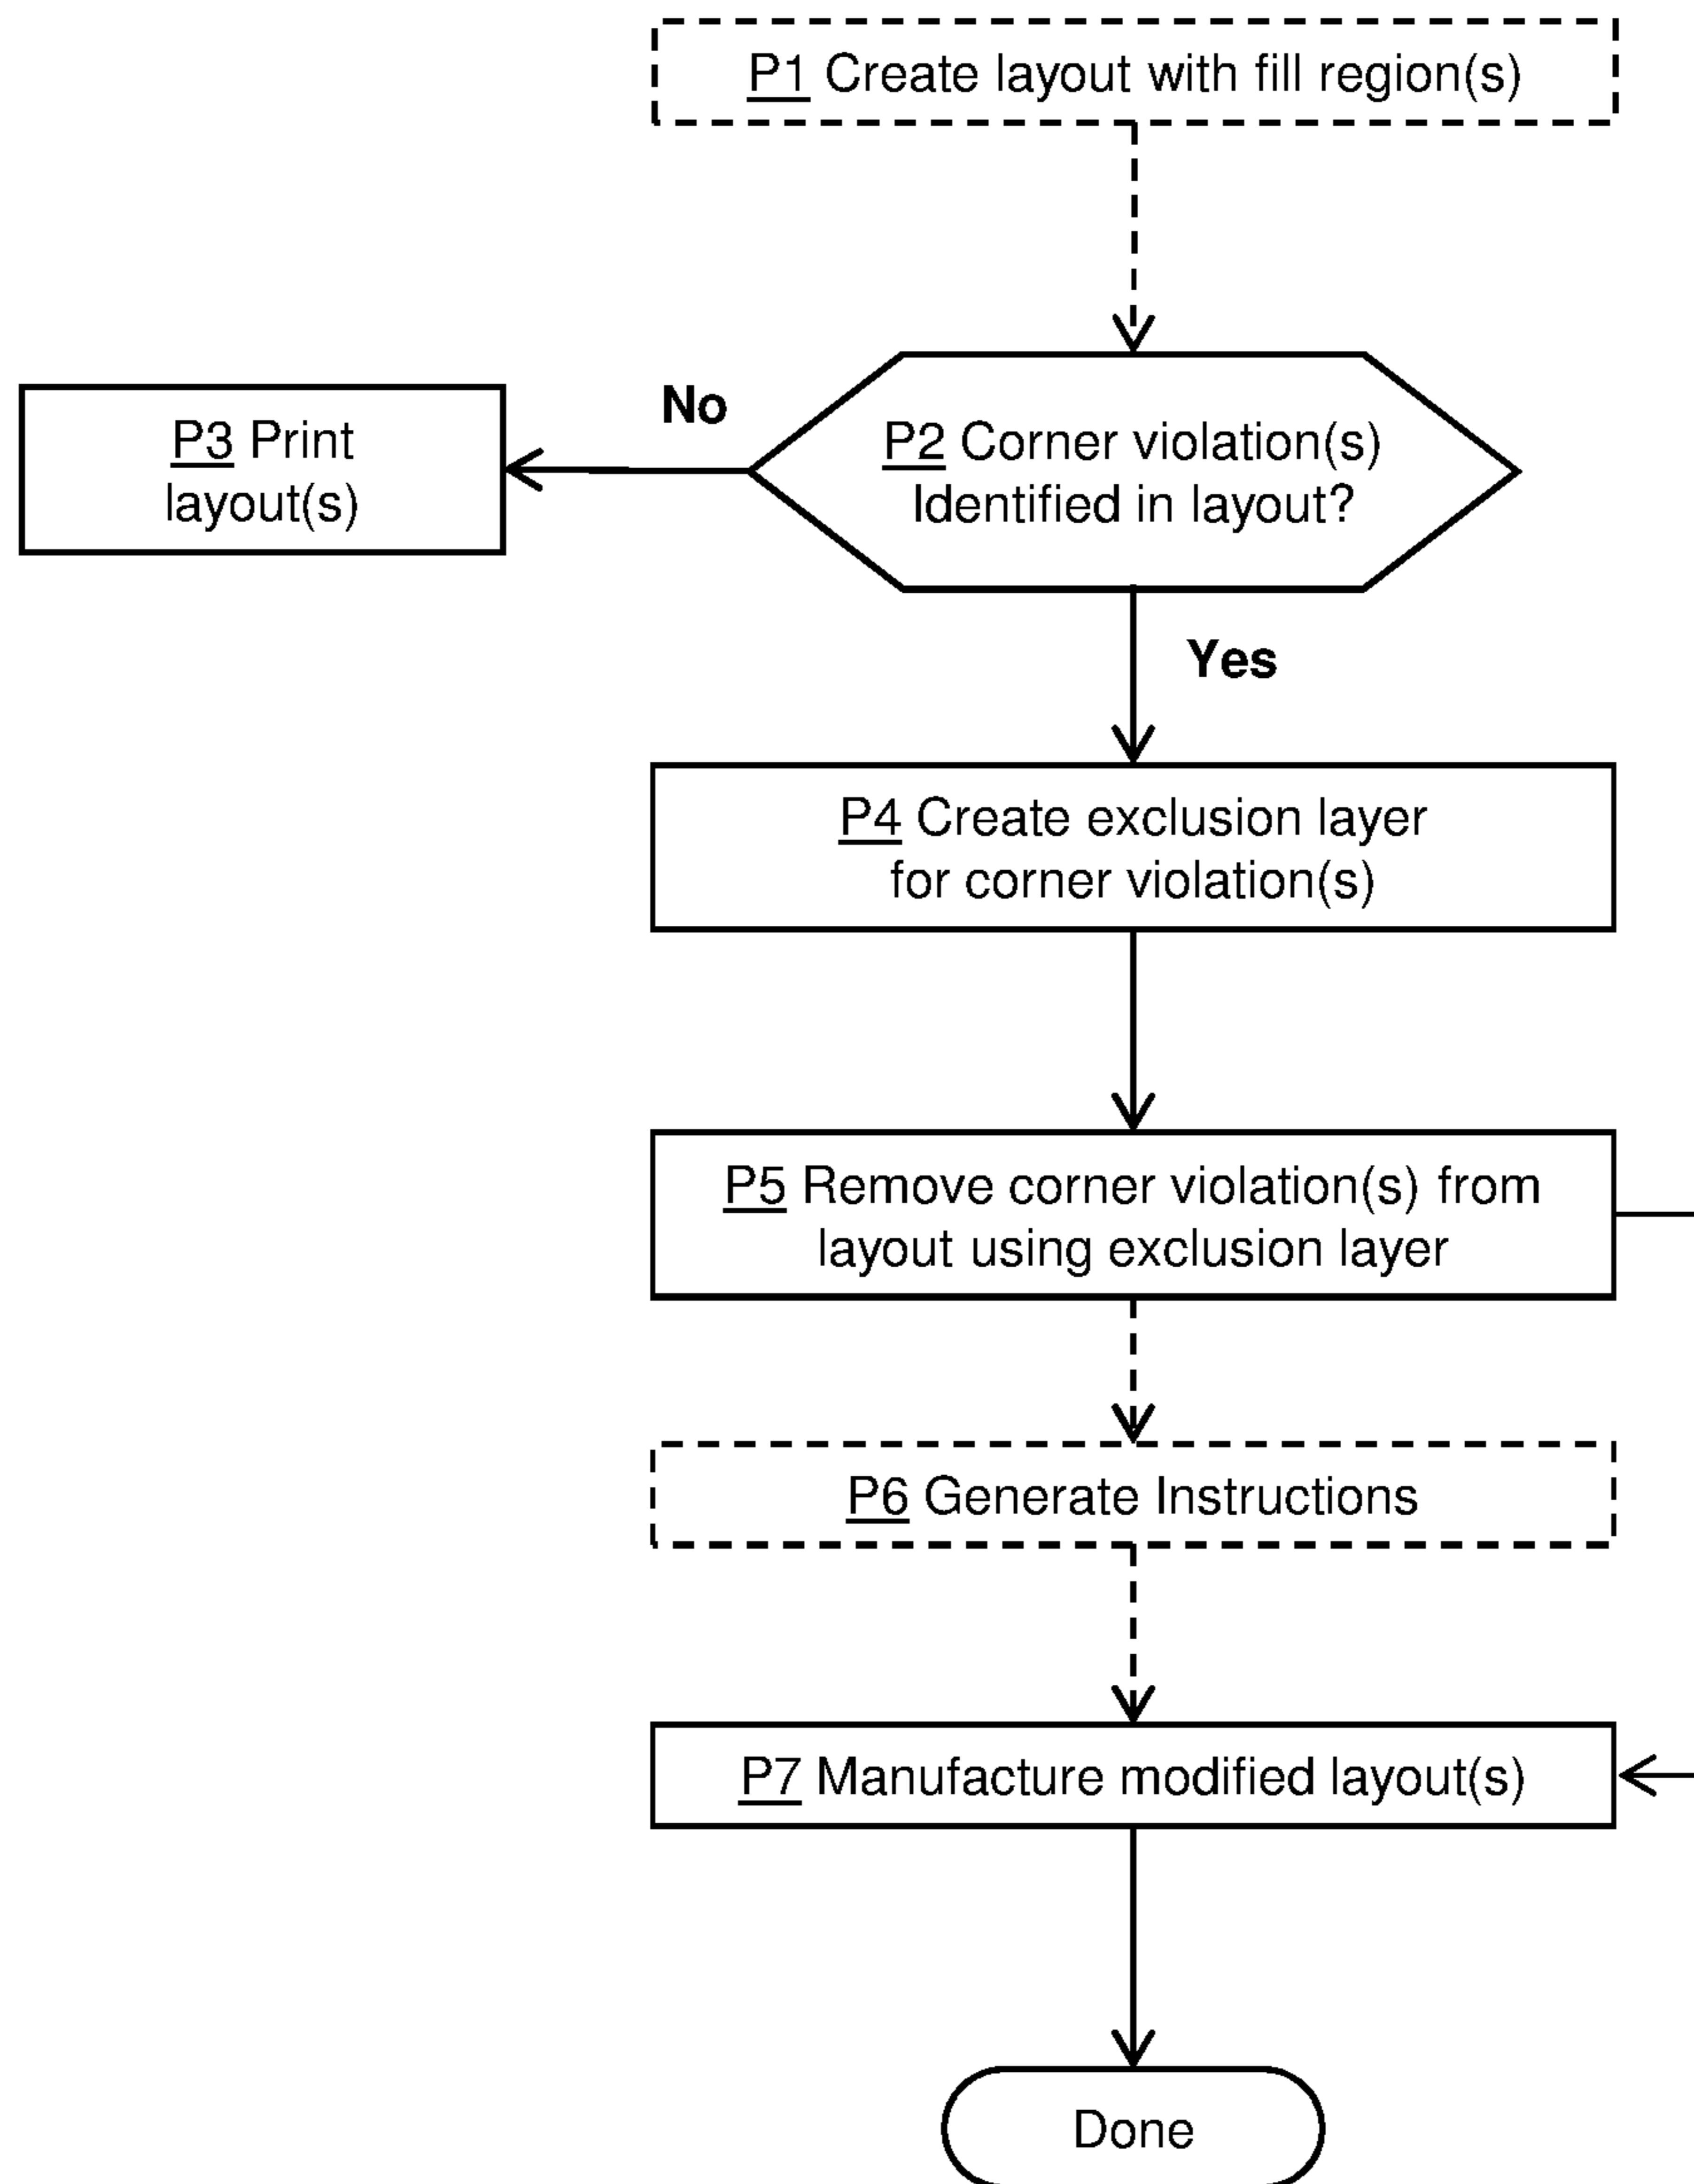 P1 Create layout with fill region(s)
No
P2 Corner violation(s)
Identified in layout?
P3 Print
layout(s)
Yes
P4 Create exclusion layer
for corner violation(s)
P5 Remove corner violation(s) from
layout using exclusion layer
P6 Generate Instructions
P7 Manufacture modified layout(s)
Done